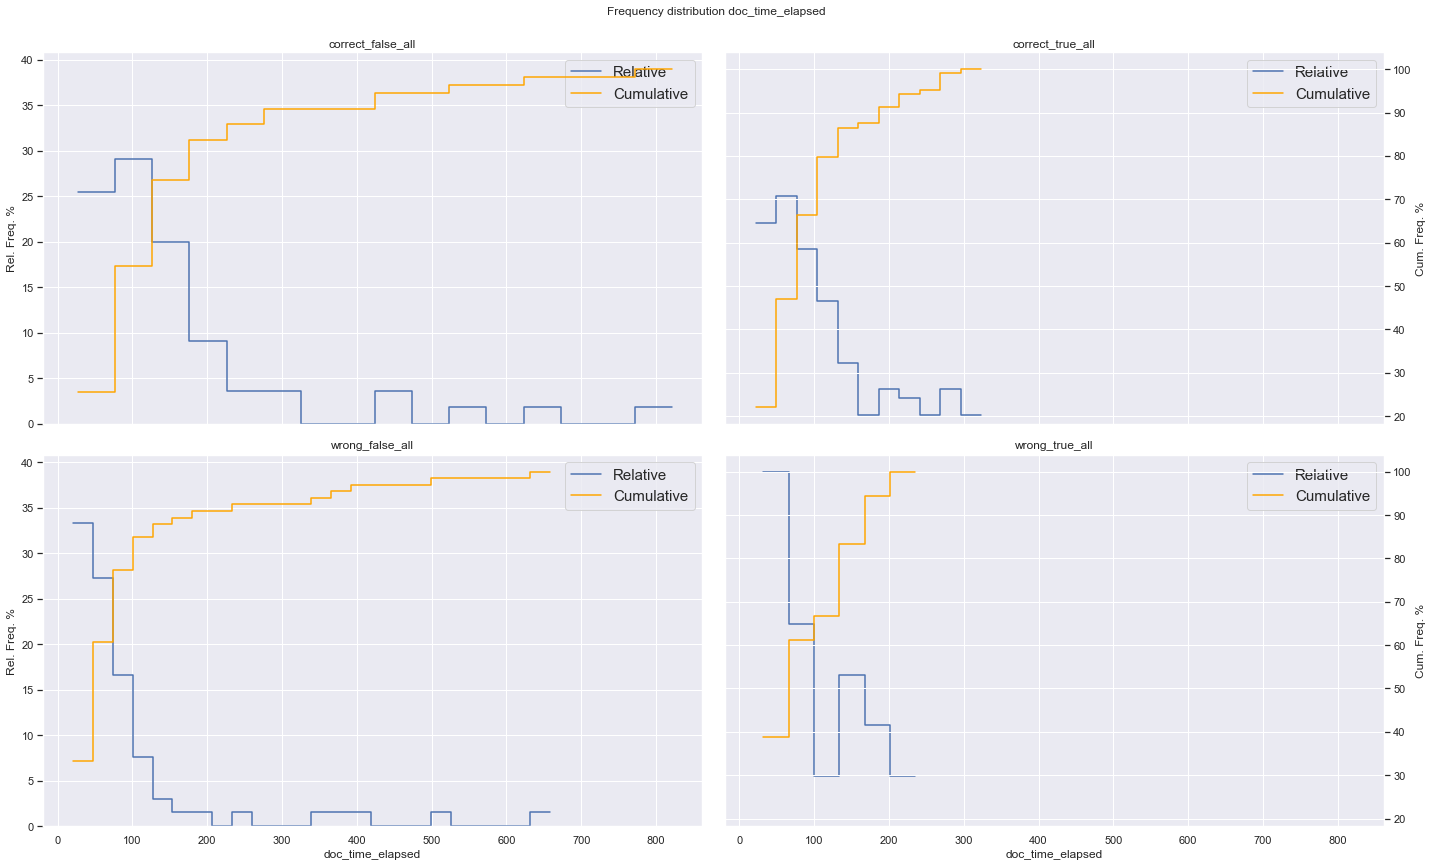 Frequency distribution doc_time_elapsed
correct_false_all
correct_true_all
40
35
30
25
20
15
10
5
0
Rel. Freq. %
Relative
Cumulative
Relative
Cumulative
100
90
80
70
60
50
40
30
20
Cum. Freq. %
wrong_false_all
wrong_true_all
40
35
30
25
20
15
10
5
0
Rel. Freq. %
Relative
Cumulative
Relative
Cumulative
100
90
80
70
60
50
40
30
20
Cum. Freq. %
0 100 200 300 400 500 600 700 800
doc_time_elapsed
0 100 200 300 400 500 600 700 800
doc_time_elapsed